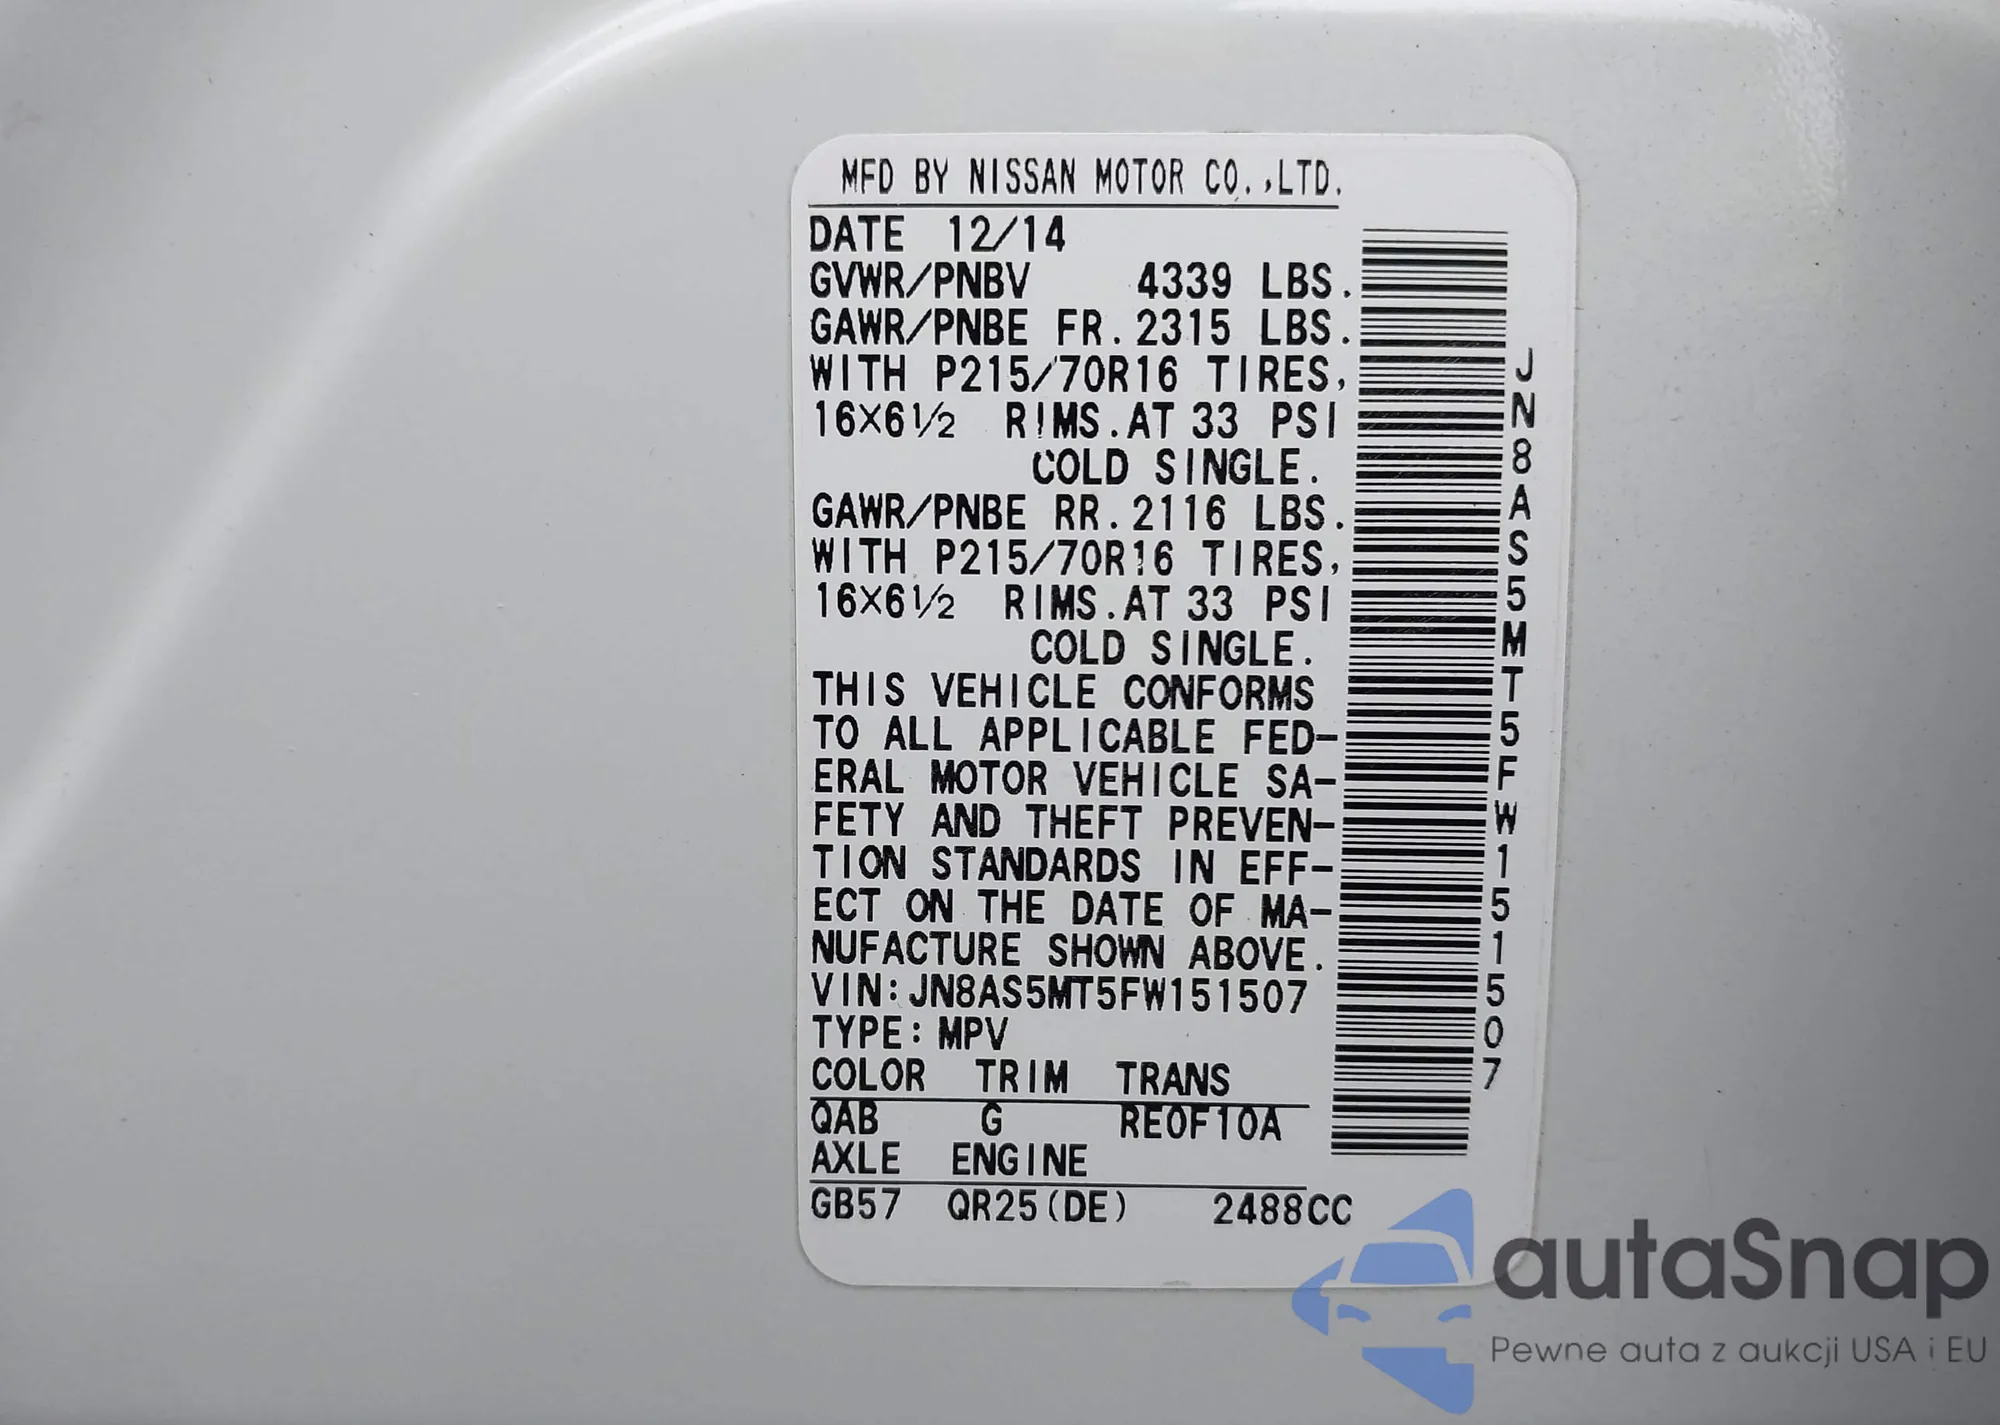 MFD BY NISSAN MOTOR CO.,LTD.
DATE 12/14
GVWR/PNBV 4339 LBS.
GAWR/PNBE FR.2315 LBS.
WITH P215/70R16 TIRES,
16×6½ RIMS.AT 33 PSI
COLD SINGLE.
GAWR/PNBE RR.2116 LBS.
WITH P215/70R16 TIRES,
16×6½ RIMS.AT 33 PSI
COLD SINGLE.
THIS VEHICLE CONFORMS
TO ALL APPLICABLE FED-
ERAL MOTOR VEHICLE SA-
FETY AND THEFT PREVEN-
TION STANDARDS IN EFF-
ECT ON THE DATE OF MA-
NUFACTURE SHOWN ABOVE.
VIN:JN8AS5MT5FW151507
TYPE:MPV
COLOR TRIM TRANS
QAB G RE0F10A
AXLE ENGINE
GB57 QR25(DE) 2488CC
JN8AS5MT5FW151507
autaSnap
Pewne auta z aukcji USA i EU